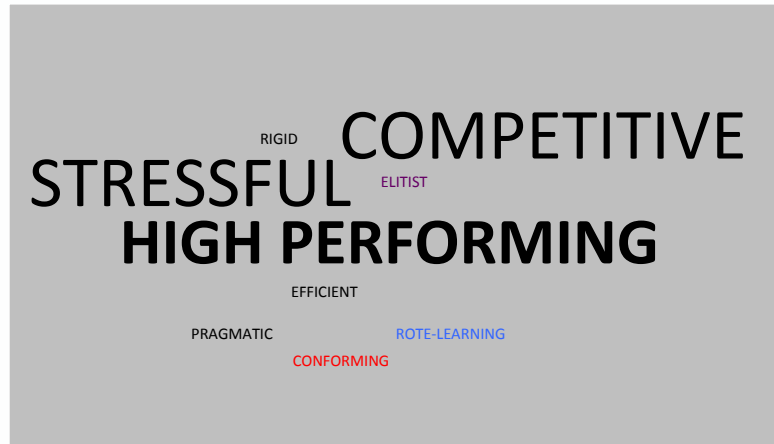 COMPETITIVE
RIGID
STRESSFUL
ELITIST
HIGH PERFORMING
EFFICIENT
PRAGMATIC
ROTE-LEARNING
CONFORMING